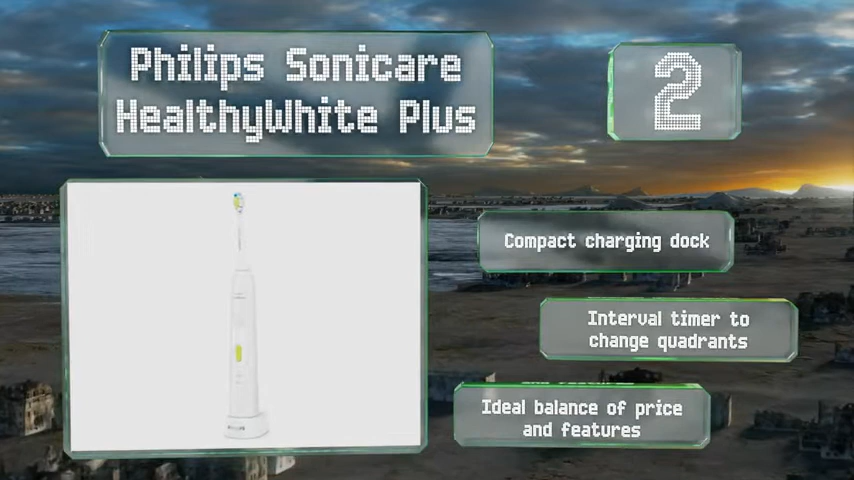 Philips Sonicare
HealthyWhite Plus
2
Compact charging dock
Interval timer to
change quadrants
Ideal balance of price
and features
PHILIPS